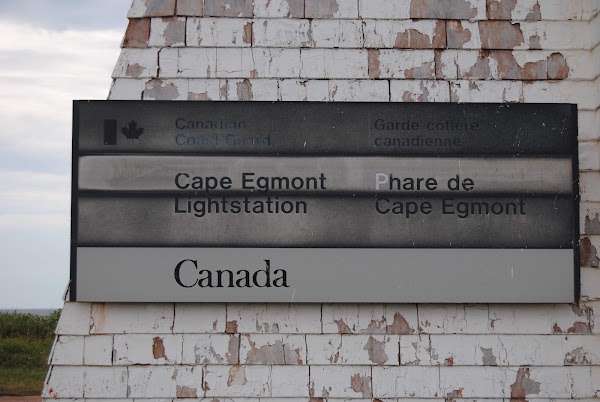 Canadian
Coast Guard
Garde côtière
canadienne
Cape Egmont
Lightstation
Phare de
Cape Egmont
Canada